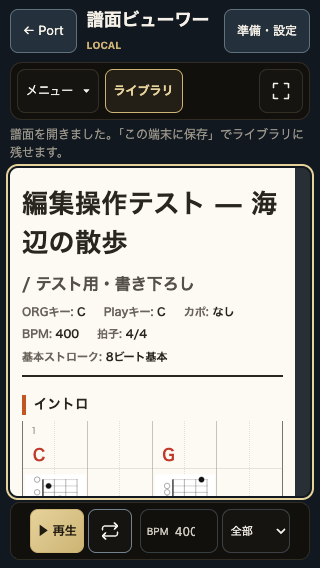 ← Port
譜面ビューワー
LOCAL
準備・設定
メニュー
ライブラリ
譜面を開きました。「この端末に保存」でライブラリに
残せます。
編集操作テスト — 海
辺の散歩
/ テスト用・書き下ろし
ORGキー: C Playキー: C カポ: なし
BPM: 400 拍子: 4/4
基本ストローク: 8ビート基本
イントロ
1
C G
再生
BPM 400
全部